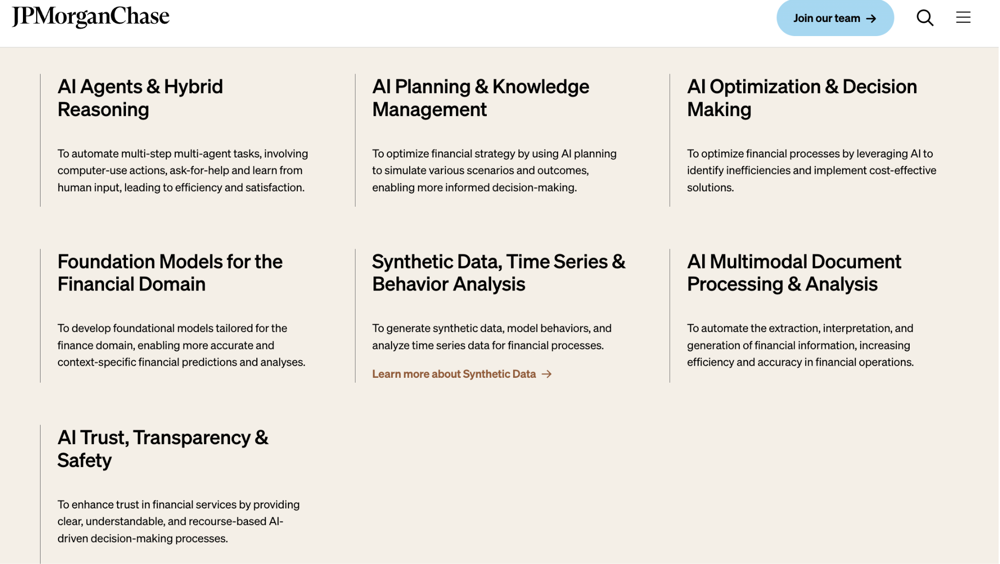 JPMorganChase
Join our team →
AI Agents & Hybrid
Reasoning
To automate multi-step multi-agent tasks, involving
computer-use actions, ask-for-help and learn from
human input, leading to efficiency and satisfaction.
AI Planning & Knowledge
Management
To optimize financial strategy by using AI planning
to simulate various scenarios and outcomes,
enabling more informed decision-making.
AI Optimization & Decision
Making
To optimize financial processes by leveraging AI to
identify inefficiencies and implement cost-effective
solutions.
Foundation Models for the
Financial Domain
To develop foundational models tailored for the
finance domain, enabling more accurate and
context-specific financial predictions and analyses.
Synthetic Data, Time Series &
Behavior Analysis
To generate synthetic data, model behaviors, and
analyze time series data for financial processes.
Learn more about Synthetic Data →
AI Multimodal Document
Processing & Analysis
To automate the extraction, interpretation, and
generation of financial information, increasing
efficiency and accuracy in financial operations.
AI Trust, Transparency &
Safety
To enhance trust in financial services by providing
clear, understandable, and recourse-based AI-
driven decision-making processes.